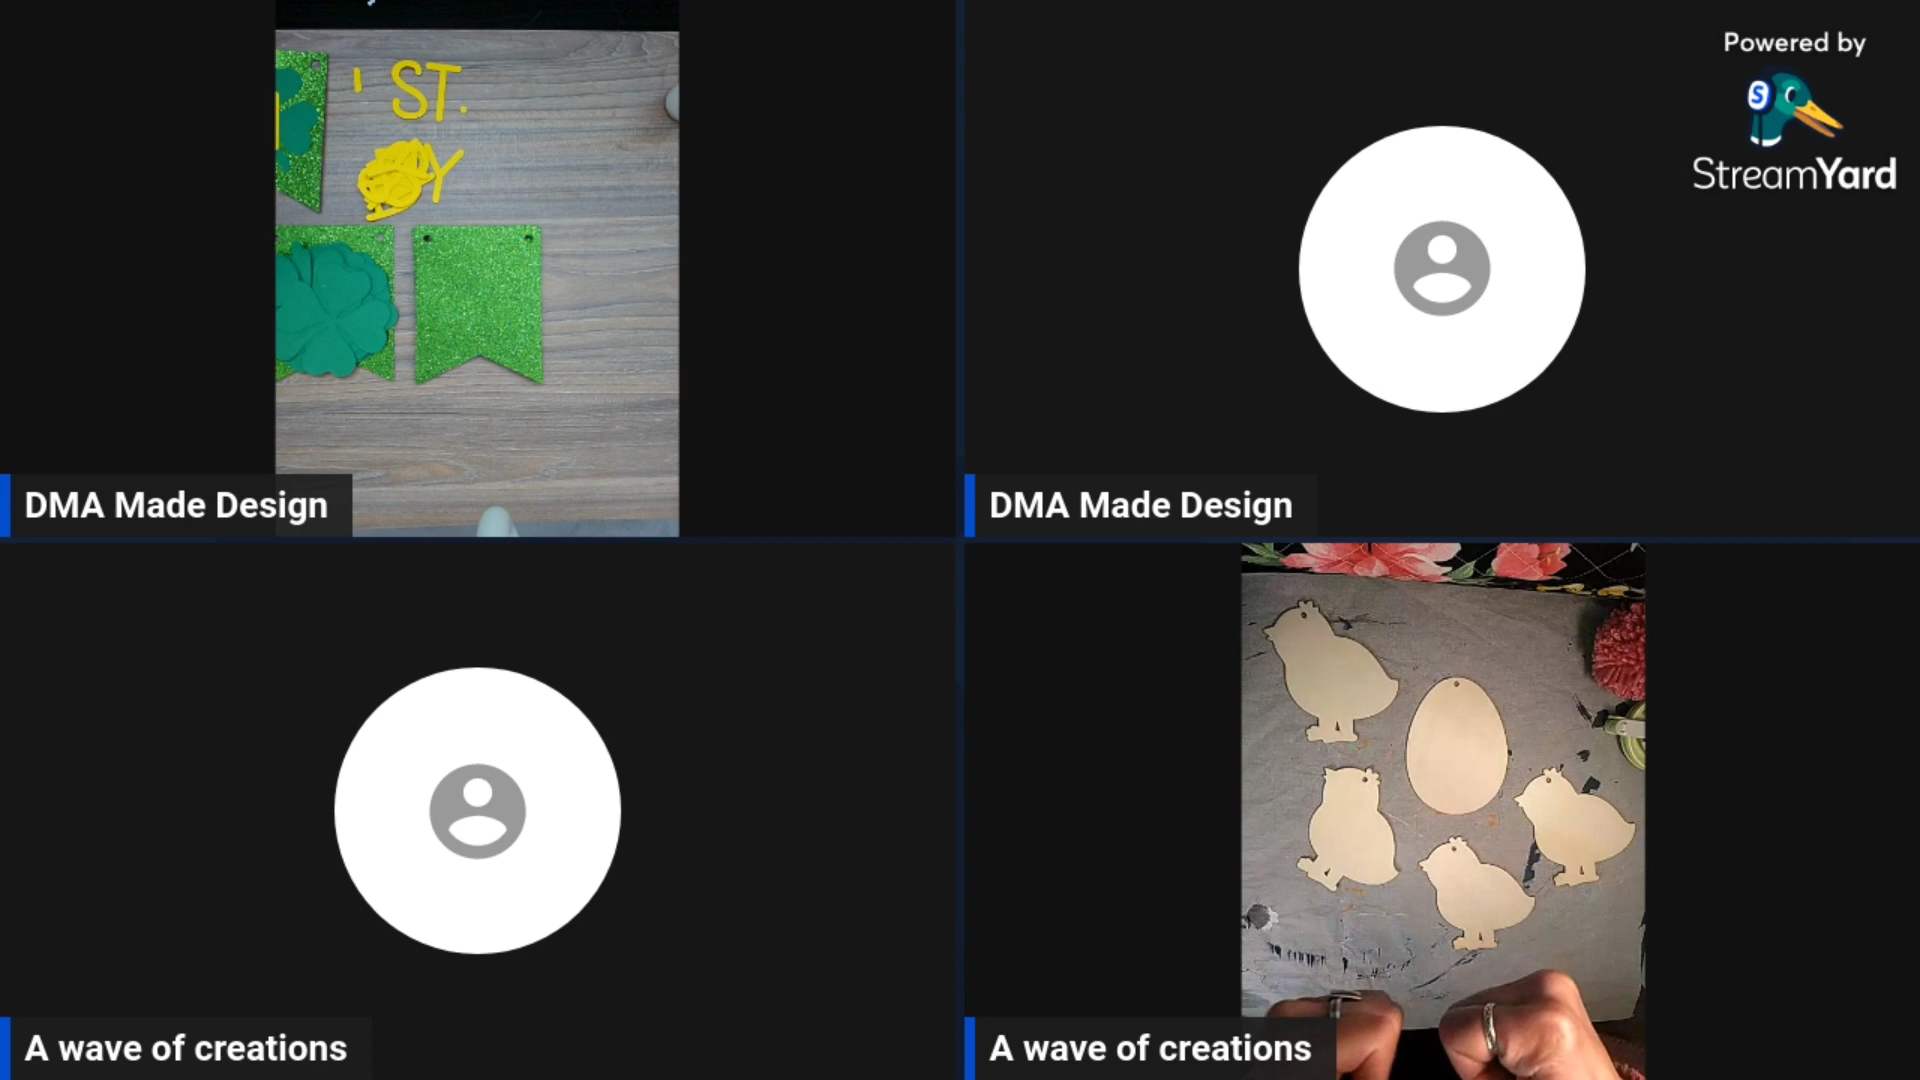 ' ST.
Y
DMA Made Design
DMA Made Design
Powered by
S
StreamYard
A wave of creations
A wave of creations